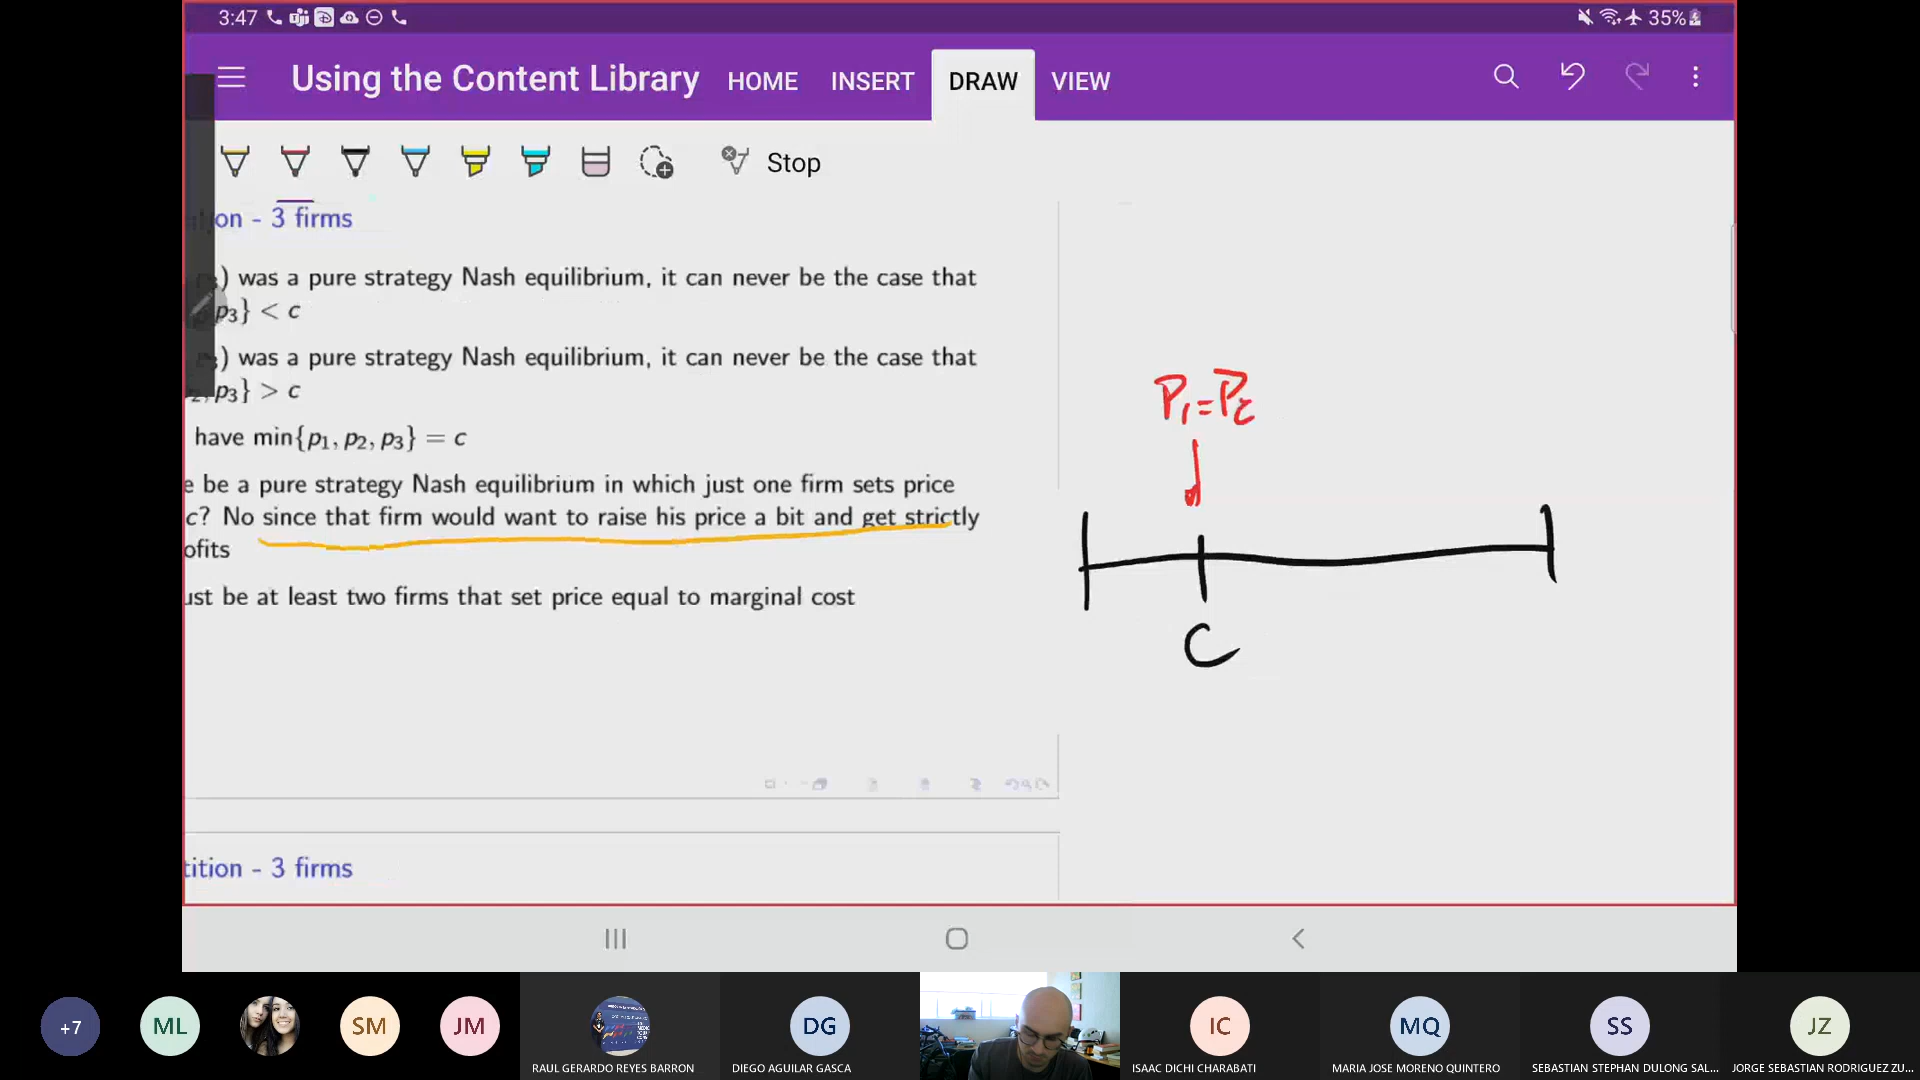 3:47 35%
Using the Content Library HOME INSERT DRAW VIEW
Stop
on - 3 firms
) was a pure strategy Nash equilibrium, it can never be the case that
p3} < c
) was a pure strategy Nash equilibrium, it can never be the case that
p3} > c
have min{p1, p2, p3} = c
e be a pure strategy Nash equilibrium in which just one firm sets price
c? No since that firm would want to raise his price a bit and get strictly
ofits
ust be at least two firms that set price equal to marginal cost
P1=P2
C
tition - 3 firms
+7 ML SM JM DG IC MQ SS JZ
RAUL GERARDO REYES BARRON DIEGO AGUILAR GASCA ISAAC DICHI CHARABATI MARIA JOSE MORENO QUINTERO SEBASTIAN STEPHAN DULONG SAL... JORGE SEBASTIAN RODRIGUEZ ZU...